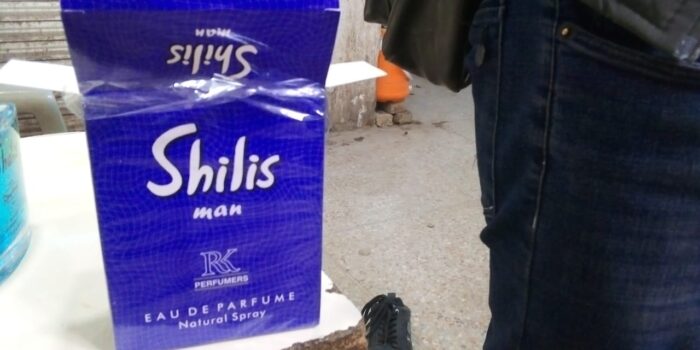 Shilis
man
Shilis
man
RK
PERFUMERS
EAU DE PARFUME
Natural Spray